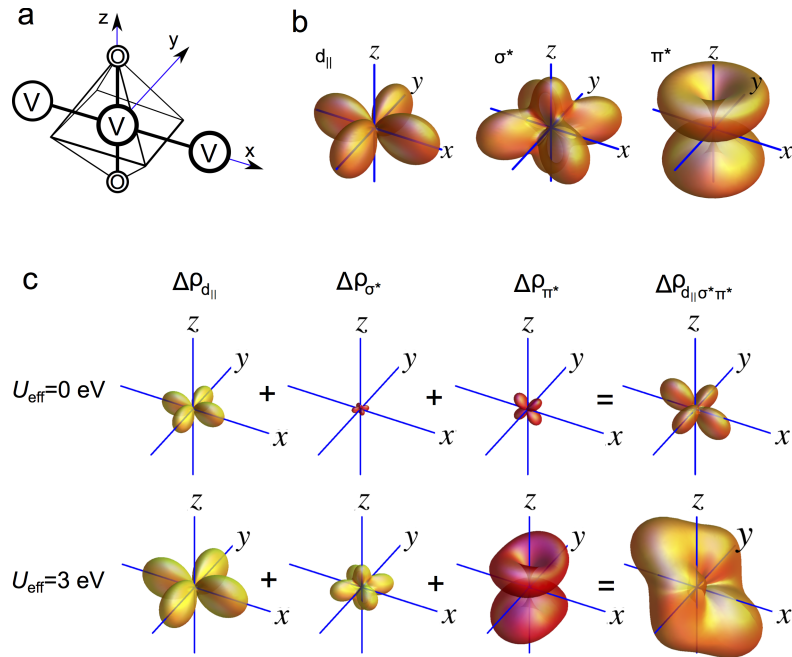 a
z
y
O
V
V
V
x
O
b
d||
z
y
x
σ*
z
y
x
π*
z
y
x
c
Δρd||
Δρσ*
Δρπ*
Δρd||σ*π*
z
z
z
z
Ueff=0 eV
y
+
y
+
y
=
y
x
x
x
x
z
z
z
z
Ueff=3 eV
y
+
y
+
y
=
y
x
x
x
x